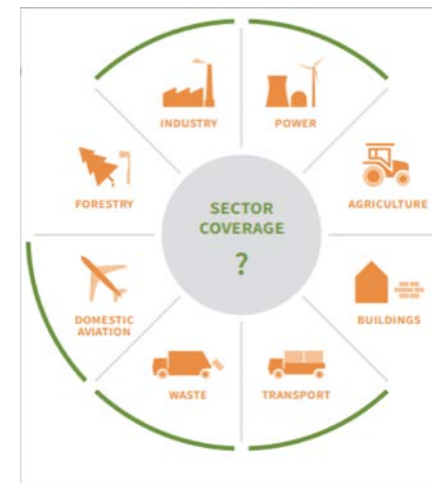 INDUSTRY
POWER
FORESTRY
AGRICULTURE
SECTOR
COVERAGE
?
DOMESTIC
AVIATION
BUILDINGS
WASTE
TRANSPORT